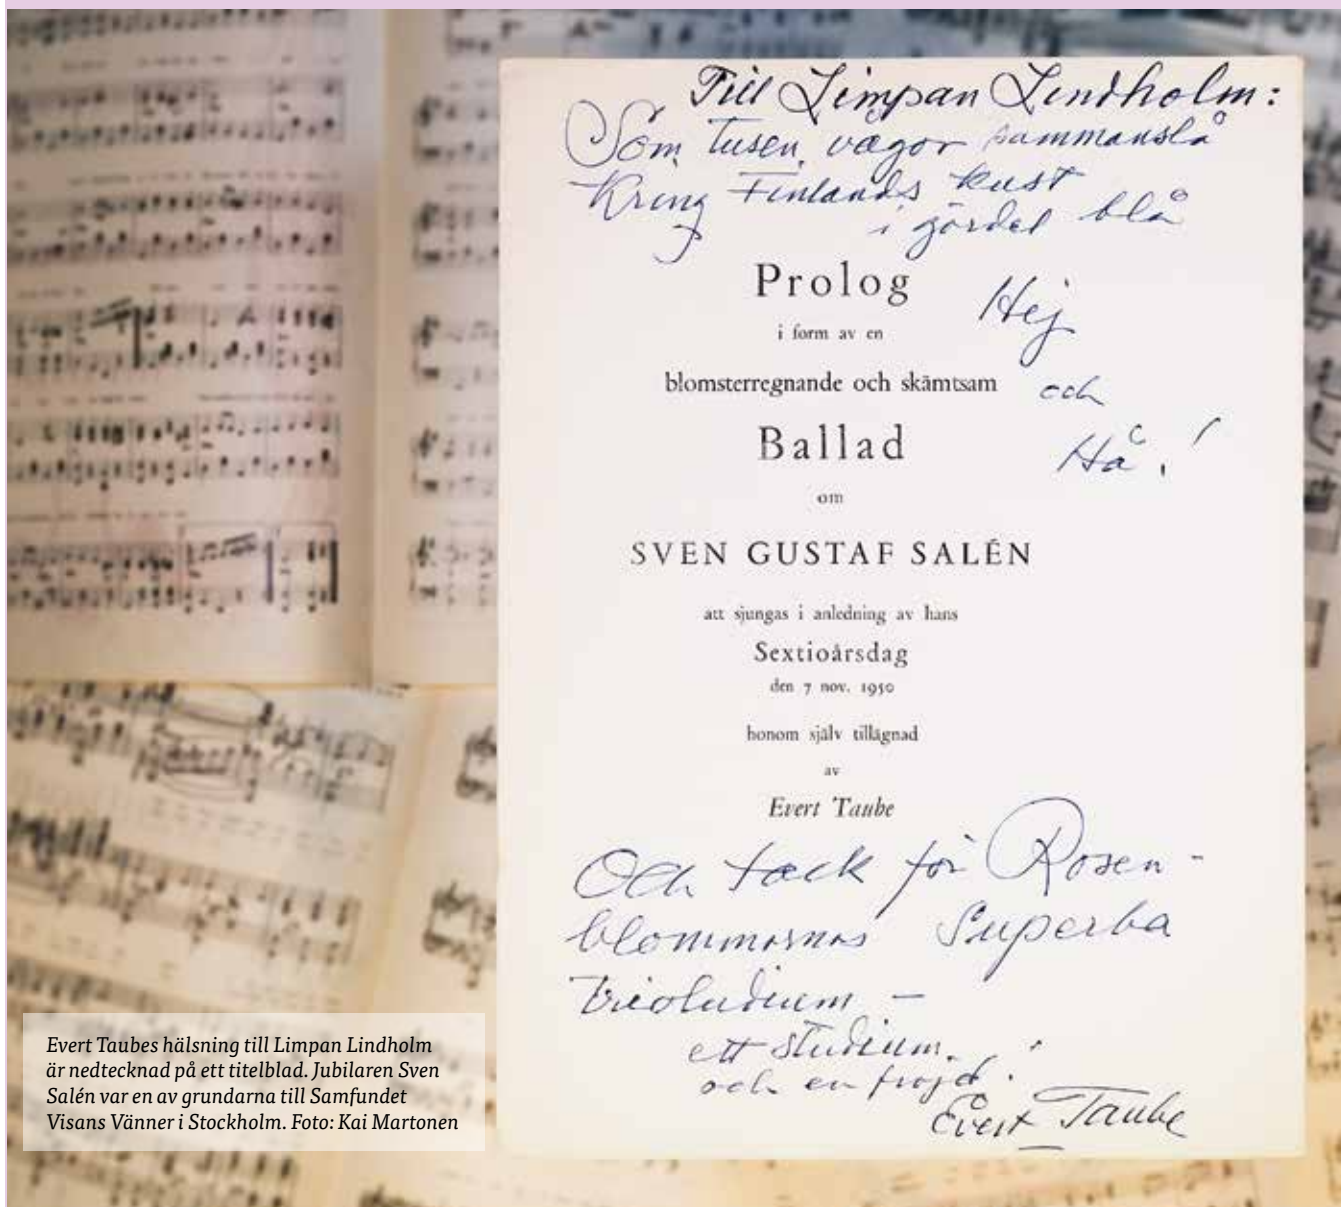 Till Limpan Lindholm:
Som tusen vågor sammanslå
Kring Finlands kust
i gördel blå
Prolog
Hej
i form av en
blomsterregnande och skämtsam
och
Ballad
Hå!
om
SVEN GUSTAF SALÉN
att sjungas i anledning av hans
Sextioårsdag
den 7 nov. 1950
honom själv tillägnad
av
Evert Taube
Och tack för Rosen-
blommornas Superba
trioludium –
ett studium
och en fröjd!
Evert Taube
Evert Taubes hälsning till Limpan Lindholm
är nedtecknad på ett titelblad. Jubilaren Sven
Salén var en av grundarna till Samfundet
Visans Vänner i Stockholm. Foto: Kai Martonen